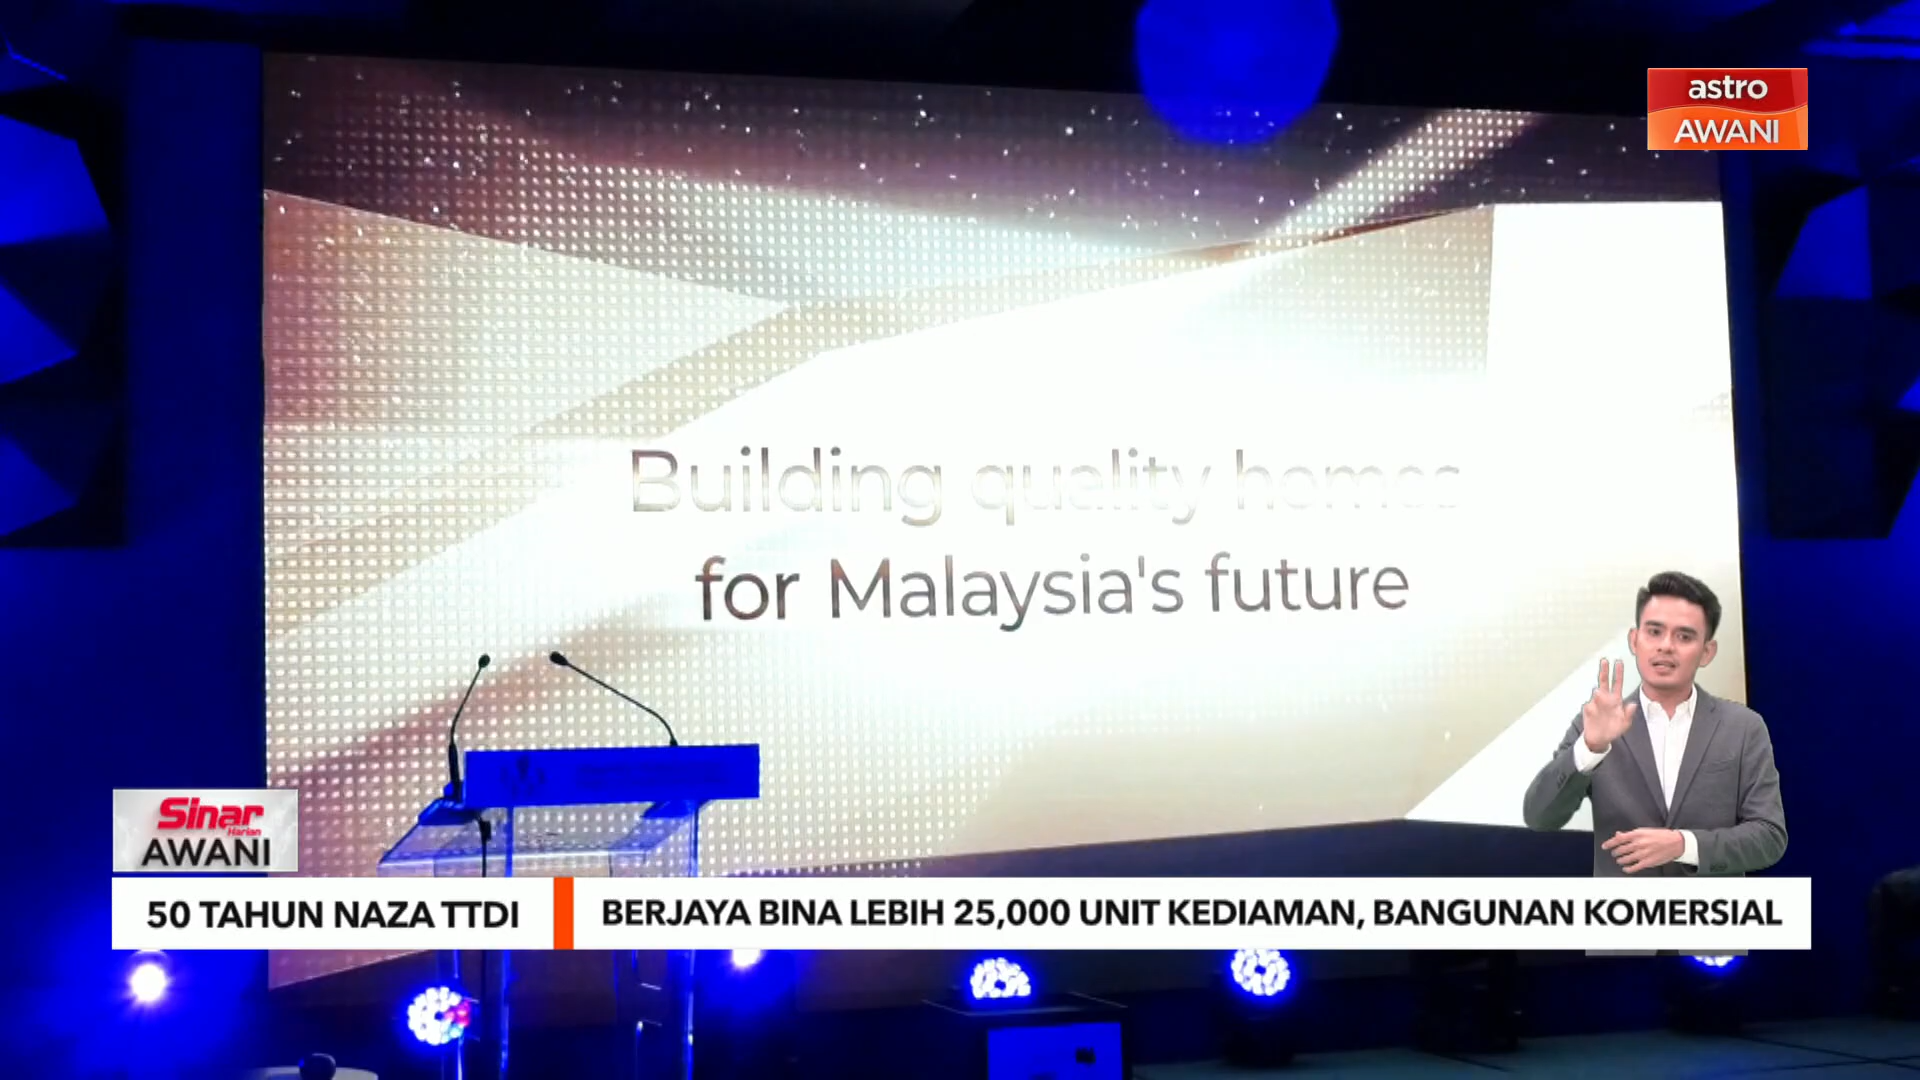 astro
AWANI
Building quality homes
for Malaysia's future
Sinar
Harian
AWANI
50 TAHUN NAZA TTDI
BERJAYA BINA LEBIH 25,000 UNIT KEDIAMAN, BANGUNAN KOMERSIAL